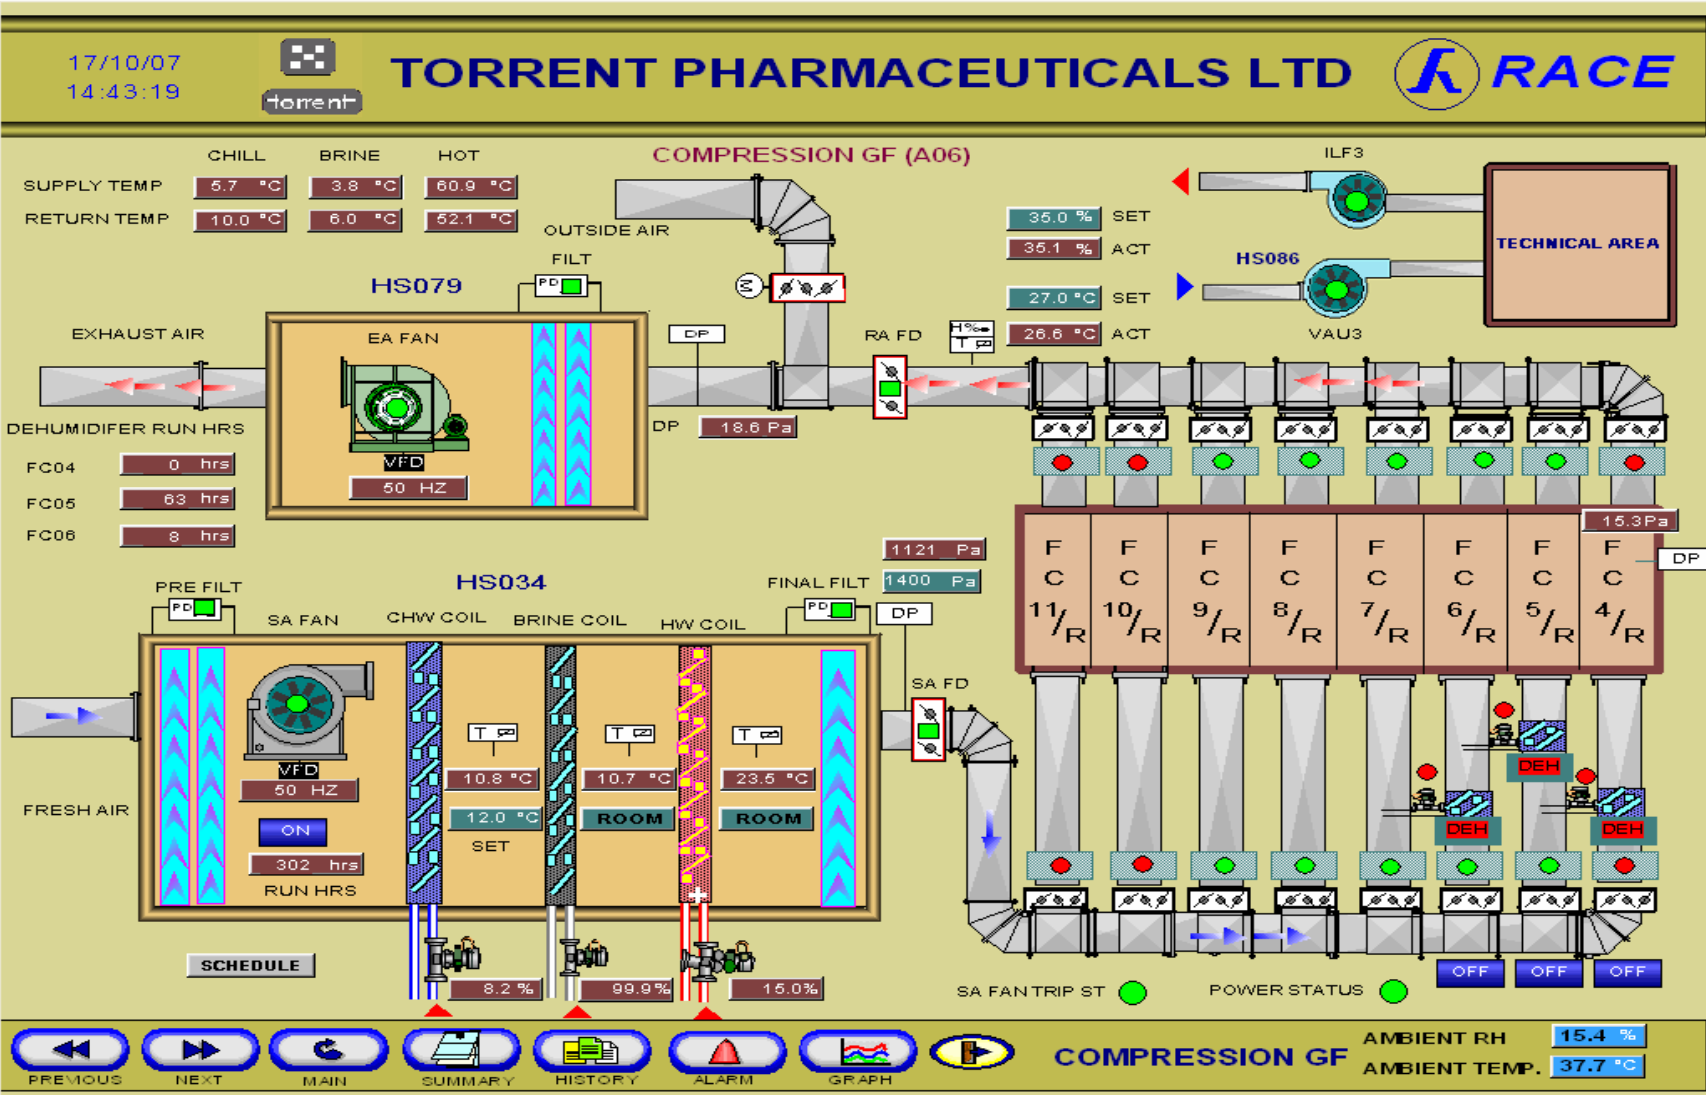 17/10/07
14:43:19
torrent
TORRENT PHARMACEUTICALS LTD
RACE
CHILL BRINE HOT
SUPPLY TEMP 5.7 °C 3.8 °C 60.9 °C
RETURN TEMP 10.0 °C 6.0 °C 52.1 °C
COMPRESSION GF (A06)
OUTSIDE AIR
35.0 % SET
35.1 % ACT
27.0 °C SET
26.6 °C ACT
ILF3
HS086
VAU3
TECHNICAL AREA
HS079
FILT
PD
EXHAUST AIR
EA FAN
VFD
50 HZ
DP
DP 18.6 Pa
RA FD
H%
T
M
DEHUMIDIFER RUN HRS
FC04 0 hrs
FC05 63 hrs
FC06 8 hrs
15.3Pa
DP
FC 11/R
FC 10/R
FC 9/R
FC 8/R
FC 7/R
FC 6/R
FC 5/R
FC 4/R
HS034
1121 Pa
1400 Pa
PRE FILT
PD
FINAL FILT
PD
DP
SA FAN
CHW COIL
BRINE COIL
HW COIL
SA FD
FRESH AIR
VFD
50 HZ
ON
302 hrs
RUN HRS
T T T
10.8 °C 10.7 °C 23.5 °C
12.0 °C ROOM ROOM
SET
DEH
DEH
DEH
SCHEDULE
8.2 % 99.9% 15.0%
OFF OFF OFF
SA FAN TRIP ST
POWER STATUS
PREVIOUS
NEXT
MAIN
SUMMARY
HISTORY
ALARM
GRAPH
COMPRESSION GF
AMBIENT RH 15.4 %
AMBIENT TEMP. 37.7 °C